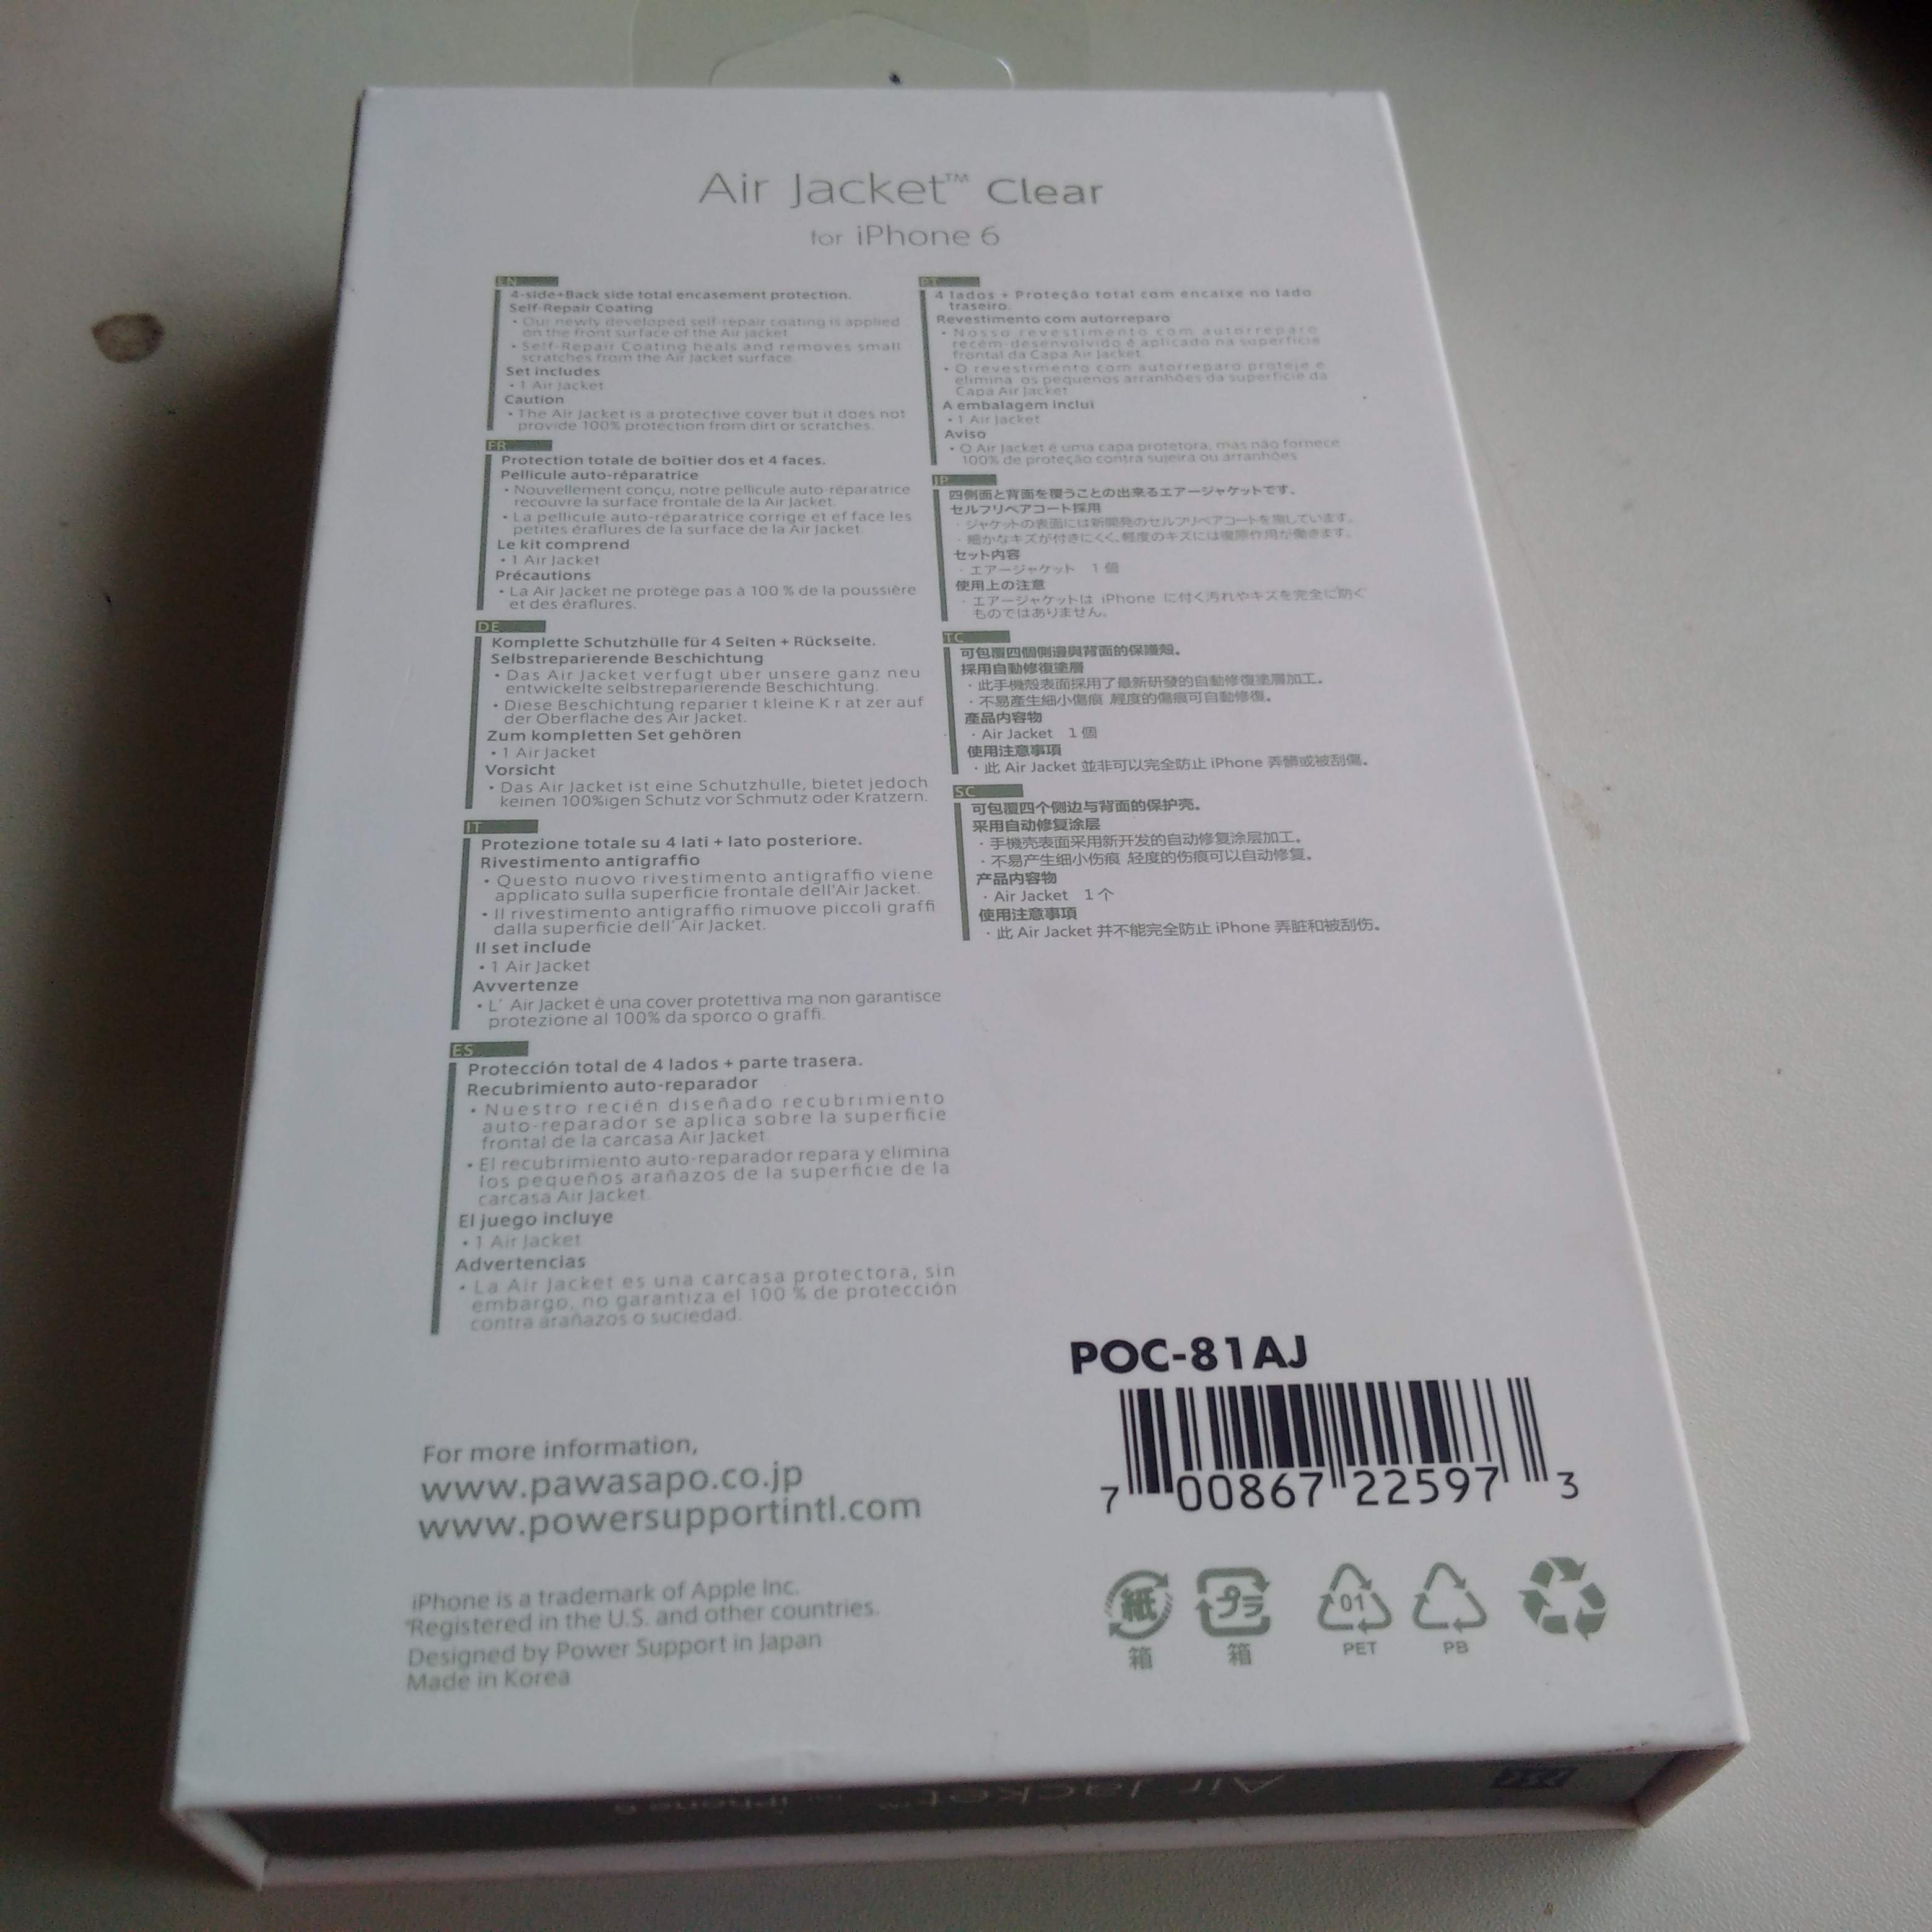 Air Jacket™ Clear
for iPhone 6
EN
4-side+Back side total encasement protection.
Self-Repair Coating
• Our newly developed self-repair coating is applied
on the front surface of the Air Jacket.
• Self-Repair Coating heals and removes small
scratches from the Air Jacket surface.
Set includes
• 1 Air Jacket
Caution
• The Air Jacket is a protective cover but it does not
provide 100% protection from dirt or scratches.
FR
Protection totale de boîtier dos et 4 faces.
Pellicule auto-réparatrice
• Nouvellement conçu, notre pellicule auto-réparatrice
recouvre la surface frontale de la Air Jacket.
• La pellicule auto-réparatrice corrige et ef face les
petites éraflures de la surface de la Air Jacket.
Le kit comprend
• 1 Air Jacket
Précautions
• La Air Jacket ne protège pas à 100 % de la poussière
et des éraflures.
DE
Komplette Schutzhülle für 4 Seiten + Rückseite.
Selbstreparierende Beschichtung
• Das Air Jacket verfügt über unsere ganz neu
entwickelte selbstreparierende Beschichtung.
• Diese Beschichtung reparier t kleine K r at zer auf
der Oberfläche des Air Jacket.
Zum kompletten Set gehören
• 1 Air Jacket
Vorsicht
• Das Air Jacket ist eine Schutzhülle, bietet jedoch
keinen 100%igen Schutz vor Schmutz oder Kratzern.
IT
Protezione totale su 4 lati + lato posteriore.
Rivestimento antigraffio
• Questo nuovo rivestimento antigraffio viene
applicato sulla superficie frontale dell'Air Jacket.
• Il rivestimento antigraffio rimuove piccoli graffi
dalla superficie dell' Air Jacket.
Il set include
• 1 Air Jacket
Avvertenze
• L' Air Jacket è una cover protettiva ma non garantisce
protezione al 100% da sporco o graffi.
ES
Protección total de 4 lados + parte trasera.
Recubrimiento auto-reparador
• Nuestro recién diseñado recubrimiento
auto-reparador se aplica sobre la superficie
frontal de la carcasa Air Jacket.
• El recubrimiento auto-reparador repara y elimina
los pequeños arañazos de la superficie de la
carcasa Air Jacket.
El juego incluye
• 1 Air Jacket
Advertencias
• La Air Jacket es una carcasa protectora, sin
embargo, no garantiza el 100 % de protección
contra arañazos o suciedad.
PT
4 lados + Proteção total com encaixe no lado
traseiro.
Revestimento com autorreparo
• Nosso revestimento com autorreparo
recém-desenvolvido é aplicado na superfície
frontal da Capa Air Jacket
• O revestimento com autorreparo proteje e
elimina os pequenos arranhões da superfície da
Capa Air Jacket
A embalagem inclui
• 1 Air Jacket
Aviso
• O Air Jacket é uma capa protetora, mas não fornece
100% de proteção contra sujeira ou arranhões
JP
四側面と背面を覆うことの出来るエアージャケットです。
セルフリペアコート採用
・ジャケットの表面には新開発のセルフリペアコートを施しています。
・細かなキズが付きにくく、軽度のキズには復原作用が働きます。
セット内容
・エアージャケット 1個
使用上の注意
・エアージャケットは iPhone に付く汚れやキズを完全に防ぐ
ものではありません。
TC
可包覆四個側邊與背面的保護殼。
採用自動修復塗層
・此手機殼表面採用了最新研發的自動修復塗層加工。
・不易產生細小傷痕 輕度的傷痕可自動修復。
產品內容物
・Air Jacket 1個
使用注意事項
・此 Air Jacket 並非可以完全防止 iPhone 弄髒或被刮傷。
SC
可包覆四个侧边与背面的保护壳。
采用自动修复涂层
・手機壳表面采用新开发的自动修复涂层加工。
・不易产生细小伤痕 轻度的伤痕可以自动修复。
产品内容物
・Air Jacket 1个
使用注意事項
・此 Air Jacket 并不能完全防止 iPhone 弄脏和被刮伤。
POC-81AJ
7 00867 22597 3
For more information,
www.pawasapo.co.jp
www.powersupportintl.com
iPhone is a trademark of Apple Inc.
*Registered in the U.S. and other countries.
Designed by Power Support in Japan
Made in Korea
紙 プラ 01
箱 箱 PET PB
Air Jacket™ for iPhone 6